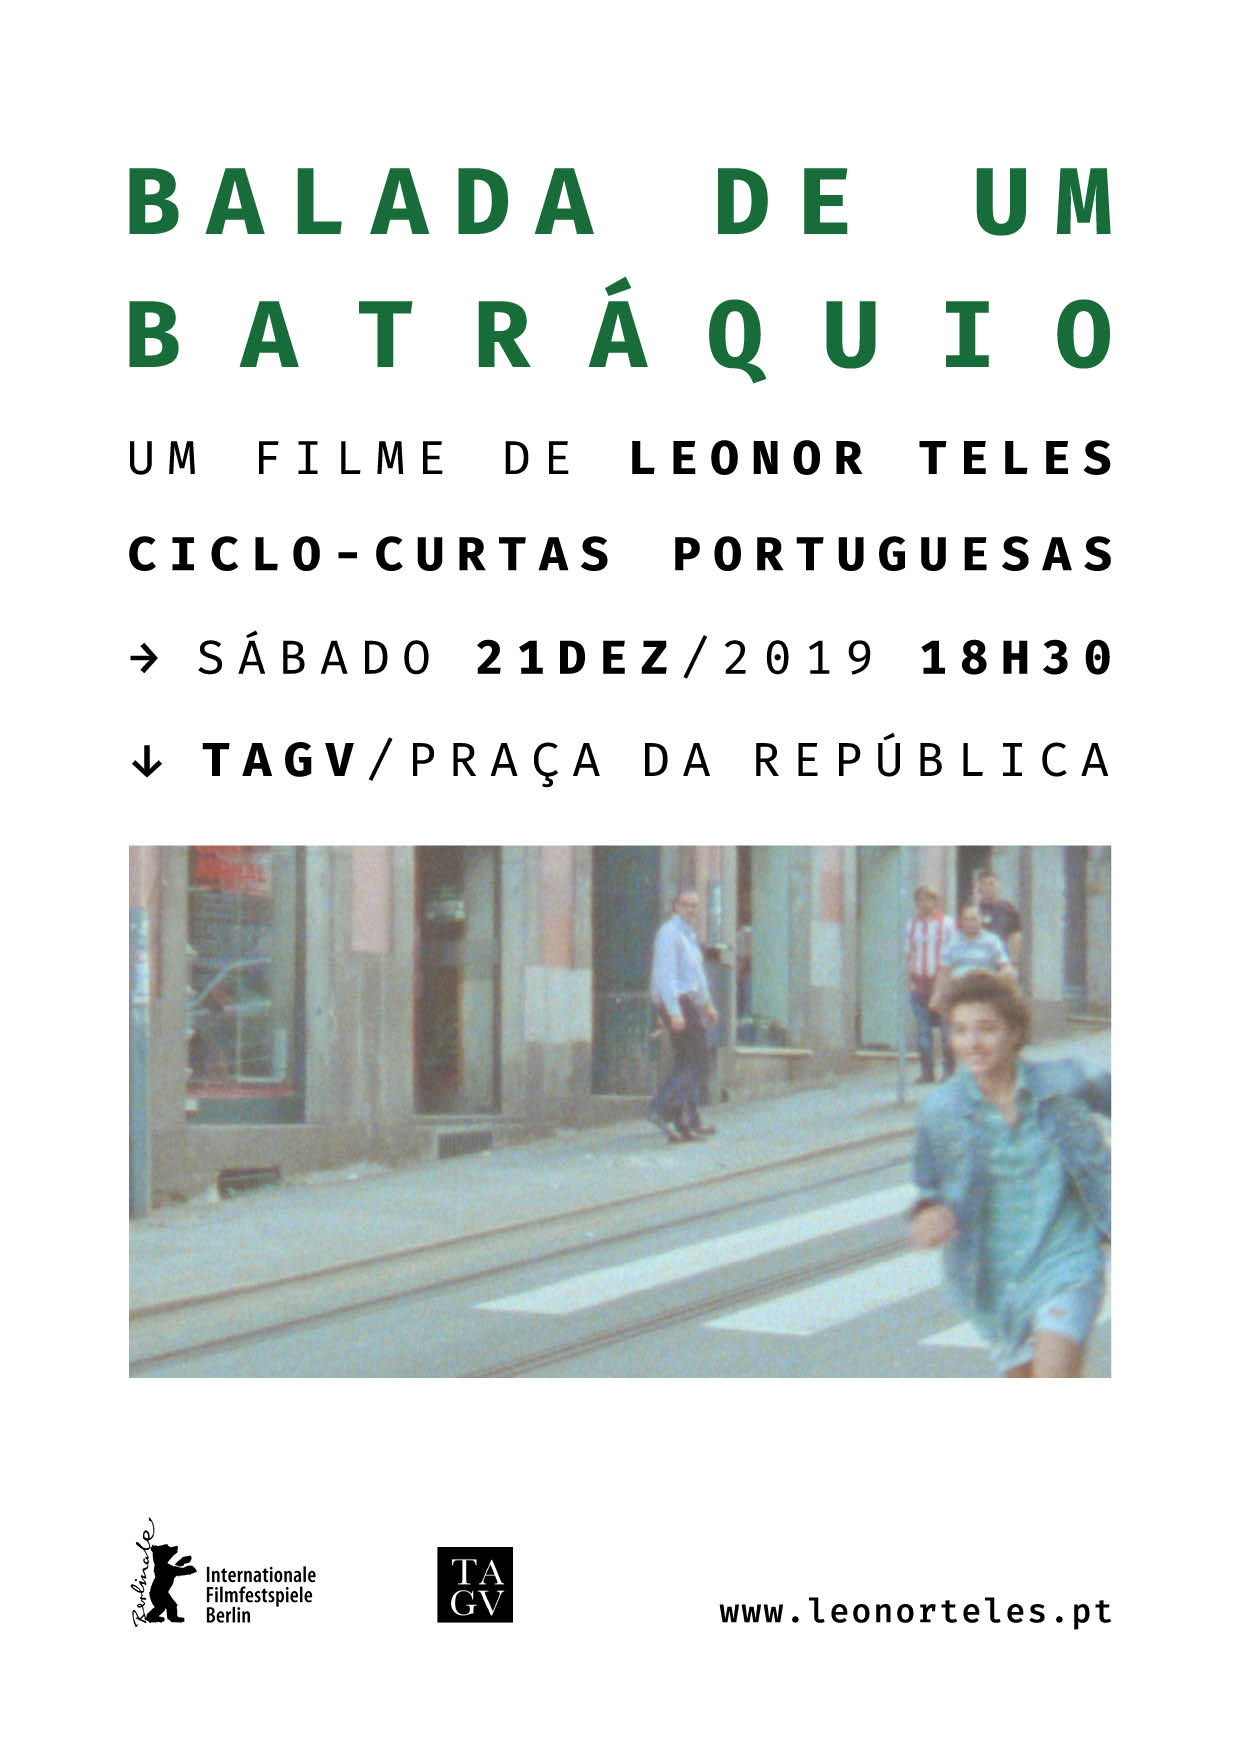 BALADA DE UM
BATRÁQUIO
UM FILME DE LEONOR TELES
CICLO-CURTAS PORTUGUESAS
→ SÁBADO 21DEZ/2019 18H30
↓ TAGV/PRAÇA DA REPÚBLICA
Berlinale
Internationale
Filmfestspiele
Berlin
TA
GV
www.leonorteles.pt